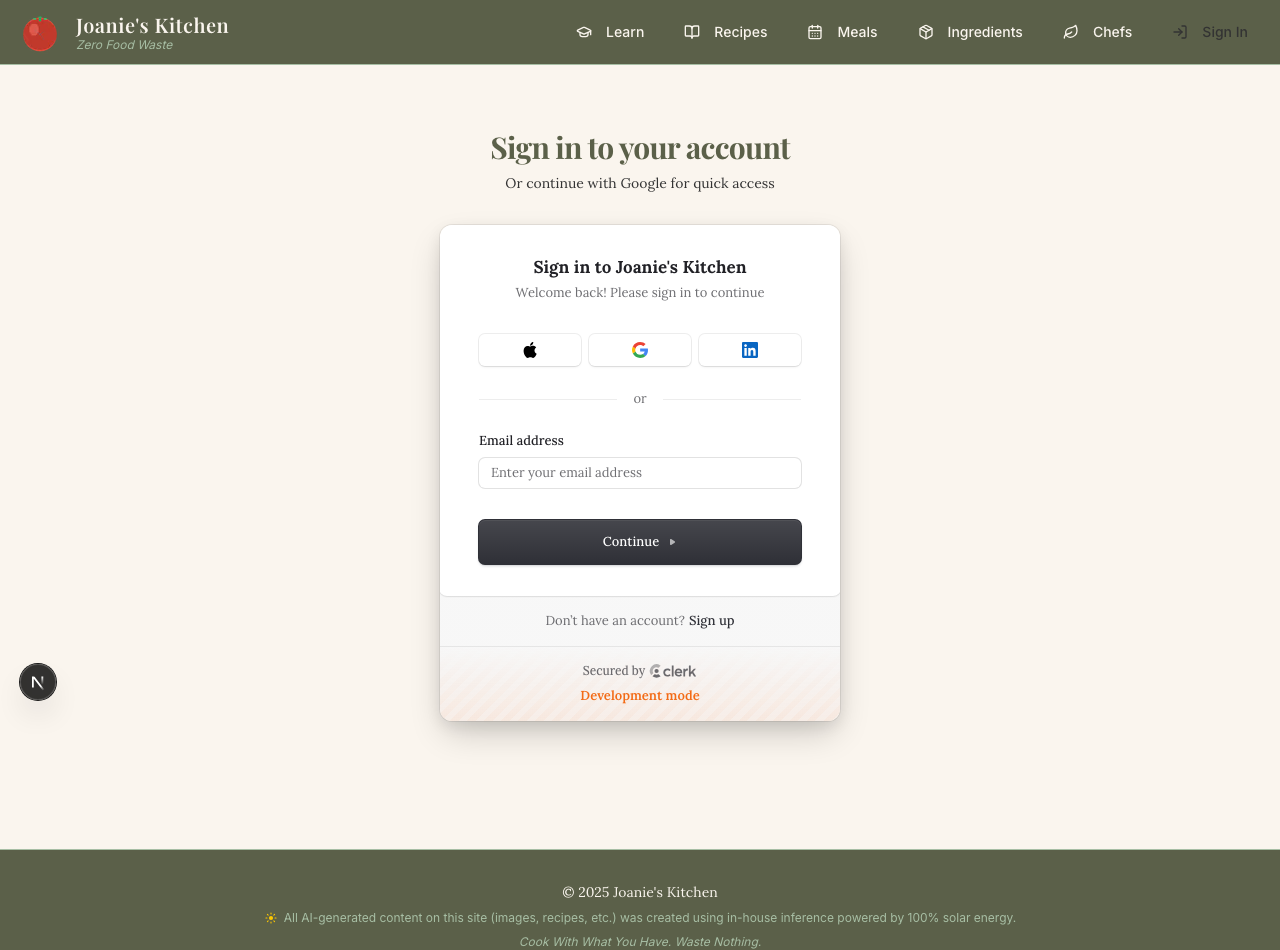 Joanie's Kitchen
Zero Food Waste
Learn
Recipes
Meals
Ingredients
Chefs
Sign In
Sign in to your account
Or continue with Google for quick access
Sign in to Joanie's Kitchen
Welcome back! Please sign in to continue
or
Email address
Enter your email address
Continue
Don't have an account? Sign up
Secured by clerk
Development mode
N
© 2025 Joanie's Kitchen
All AI-generated content on this site (images, recipes, etc.) was created using in-house inference powered by 100% solar energy.
Cook With What You Have. Waste Nothing.